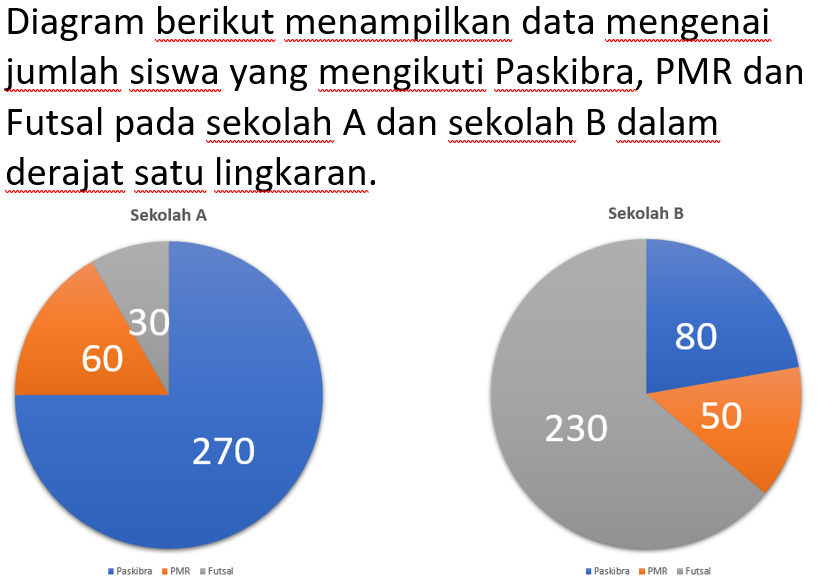 Diagram berikut menampilkan data mengenai
jumlah siswa yang mengikuti Paskibra, PMR dan
Futsal pada sekolah A dan sekolah B dalam
derajat satu lingkaran.
Sekolah A
30
60
270
Paskibra PMR Futsal
Sekolah B
80
50
230
Paskibra PMR Futsal